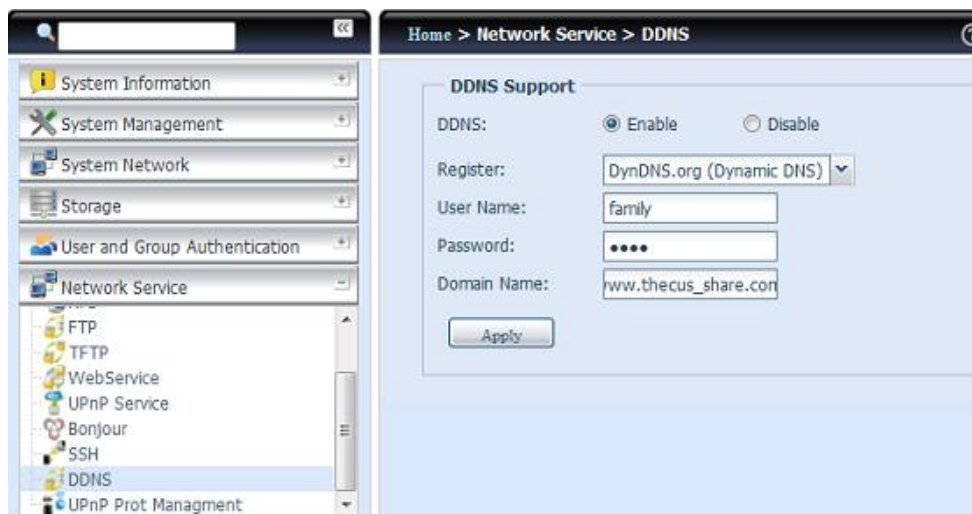 System Information
System Management
System Network
Storage
User and Group Authentication
Network Service
FTP
TFTP
WebService
UPnP Service
Bonjour
SSH
DDNS
UPnP Prot Managment
Home > Network Service > DDNS
DDNS Support
DDNS: Enable Disable
Register: DynDNS.org (Dynamic DNS)
User Name: family
Password: ••••
Domain Name: www.thecus_share.com
Apply